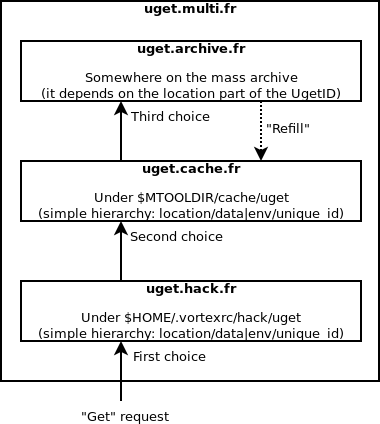 uget.multi.fr
uget.archive.fr
Somewhere on the mass archive
(it depends on the location part of the UgetID)
Third choice
"Refill"
uget.cache.fr
Under $MTOOLDIR/cache/uget
(simple hierarchy: location/data|env/unique_id)
Second choice
uget.hack.fr
Under $HOME/.vortexrc/hack/uget
(simple hierarchy: location/data|env/unique_id)
First choice
"Get" request